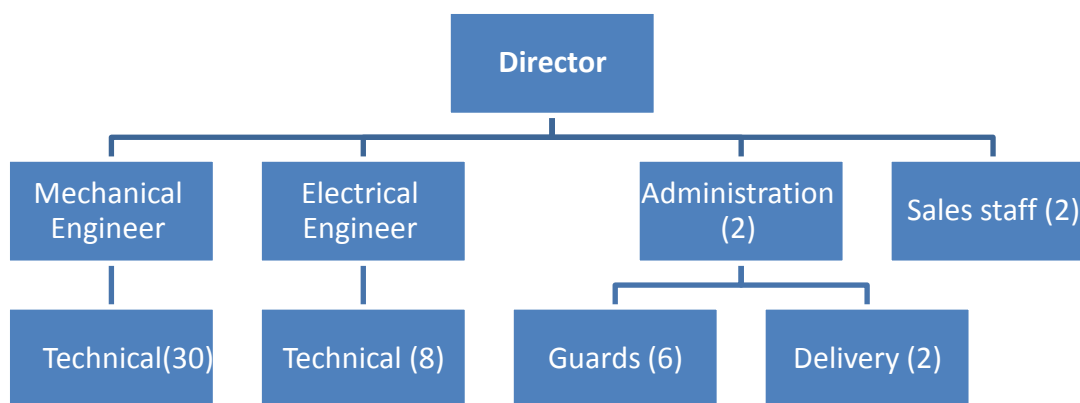 Director
Mechanical
Engineer
Electrical
Engineer
Administration
(2)
Sales staff (2)
Technical(30)
Technical (8)
Guards (6)
Delivery (2)